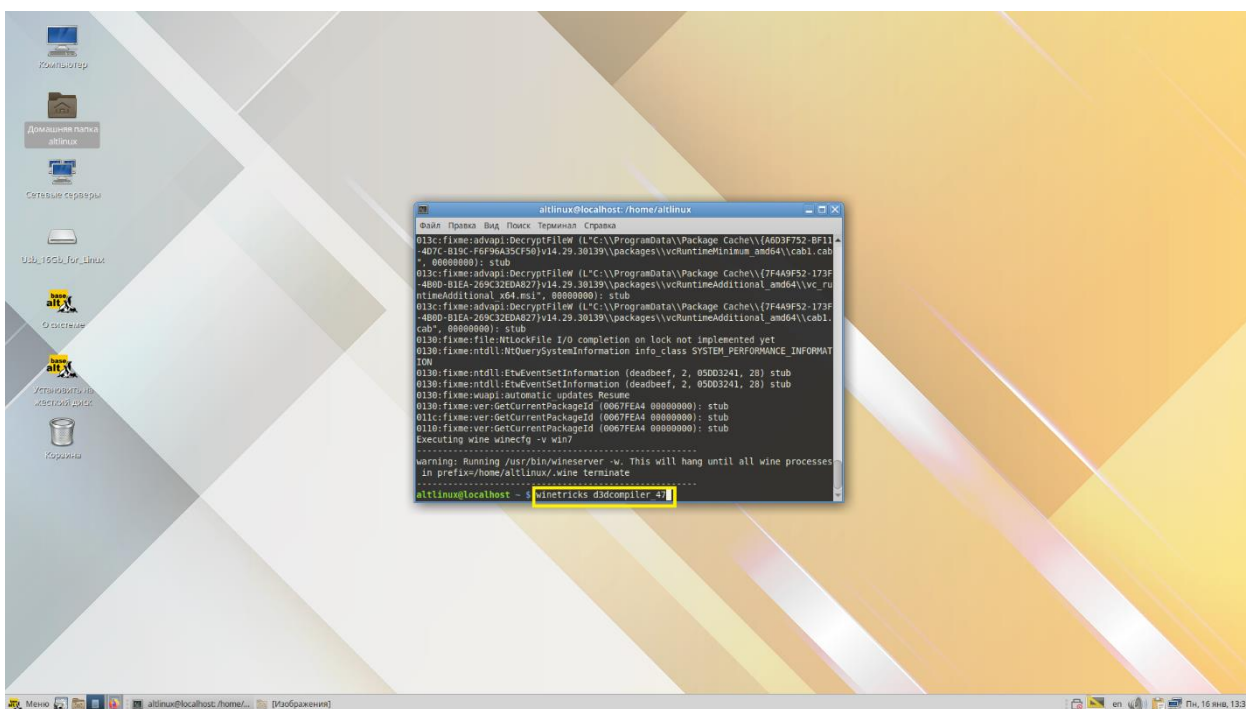 Компьютер
Домашняя папка
altlinux
Сетевые серверы
Usb_16Gb_for_Linux
base
alt
О системе
base
alt
Установить на
жесткий диск
Корзина
altlinux@localhost: /home/altlinux
Файл Правка Вид Поиск Терминал Справка
013c:fixme:advapi:DecryptFileW (L"C:\\ProgramData\\Package Cache\\{A6D3F752-BF11
-4D7C-B19C-F6F96A35CF50}v14.29.30139\\packages\\vcRuntimeMinimum_amd64\\cab1.cab
", 00000000): stub
013c:fixme:advapi:DecryptFileW (L"C:\\ProgramData\\Package Cache\\{7F4A9F52-173F
-4B0D-B1EA-269C32EDA827}v14.29.30139\\packages\\vcRuntimeAdditional_amd64\\vc_ru
ntimeAdditional_x64.msi", 00000000): stub
013c:fixme:advapi:DecryptFileW (L"C:\\ProgramData\\Package Cache\\{7F4A9F52-173F
-4B0D-B1EA-269C32EDA827}v14.29.30139\\packages\\vcRuntimeAdditional_amd64\\cab1.
cab", 00000000): stub
0130:fixme:file:NtLockFile I/O completion on lock not implemented yet
0130:fixme:ntdll:NtQuerySystemInformation info_class SYSTEM_PERFORMANCE_INFORMAT
ION
0130:fixme:ntdll:EtwEventSetInformation (deadbeef, 2, 05DD3241, 28) stub
0130:fixme:ntdll:EtwEventSetInformation (deadbeef, 2, 05DD3241, 28) stub
0130:fixme:wuapi:automatic_updates_Resume
0130:fixme:ver:GetCurrentPackageId (0067FEA4 00000000): stub
011c:fixme:ver:GetCurrentPackageId (0067FEA4 00000000): stub
0110:fixme:ver:GetCurrentPackageId (0067FEA4 00000000): stub
Executing wine winecfg -v win7
------------------------------------------------------
warning: Running /usr/bin/wineserver -w. This will hang until all wine processes
in prefix=/home/altlinux/.wine terminate
------------------------------------------------------
altlinux@localhost ~ $ winetricks d3dcompiler_47
Меню altlinux@localhost: /home/... [Изображения] en Пн, 16 янв, 13:3